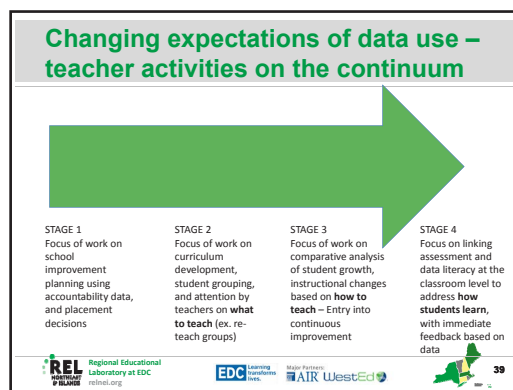 Changing expectations of data use –
teacher activities on the continuum
STAGE 1
Focus of work on
school
improvement
planning using
accountability data,
and placement
decisions
STAGE 2
Focus of work on
curriculum
development,
student grouping,
and attention by
teachers on what
to teach (ex. re-
teach groups)
STAGE 3
Focus of work on
comparative analysis
of student growth,
instructional changes
based on how to
teach – Entry into
continuous
improvement
STAGE 4
Focus on linking
assessment and
data literacy at the
classroom level to
address how
students learn,
with immediate
feedback based on
data
REL
NORTHEAST
& ISLANDS
Regional Educational
Laboratory at EDC
relnei.org
EDC
Learning
transforms
lives.
Major Partners:
AIR WestEd
39